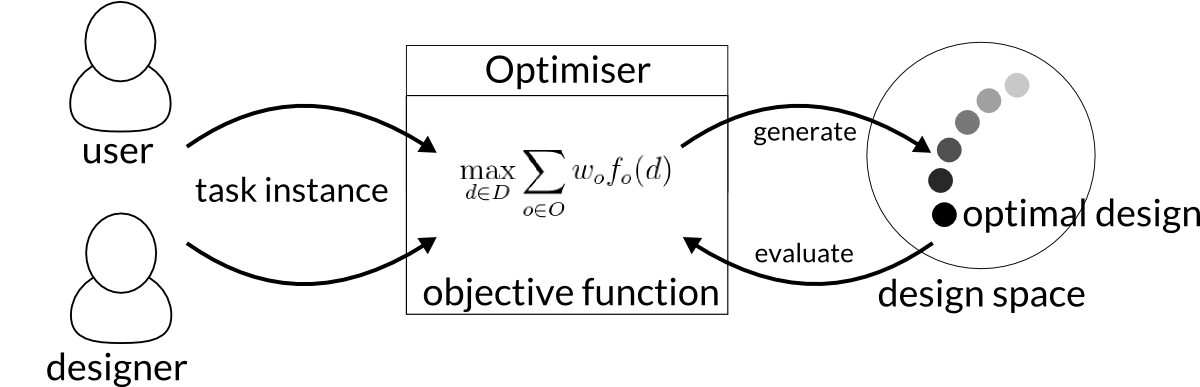 Optimiser
generate
user
max_{d∈D} ∑_{o∈O} w_o f_o(d)
task instance
optimal design
evaluate
objective function
design space
designer